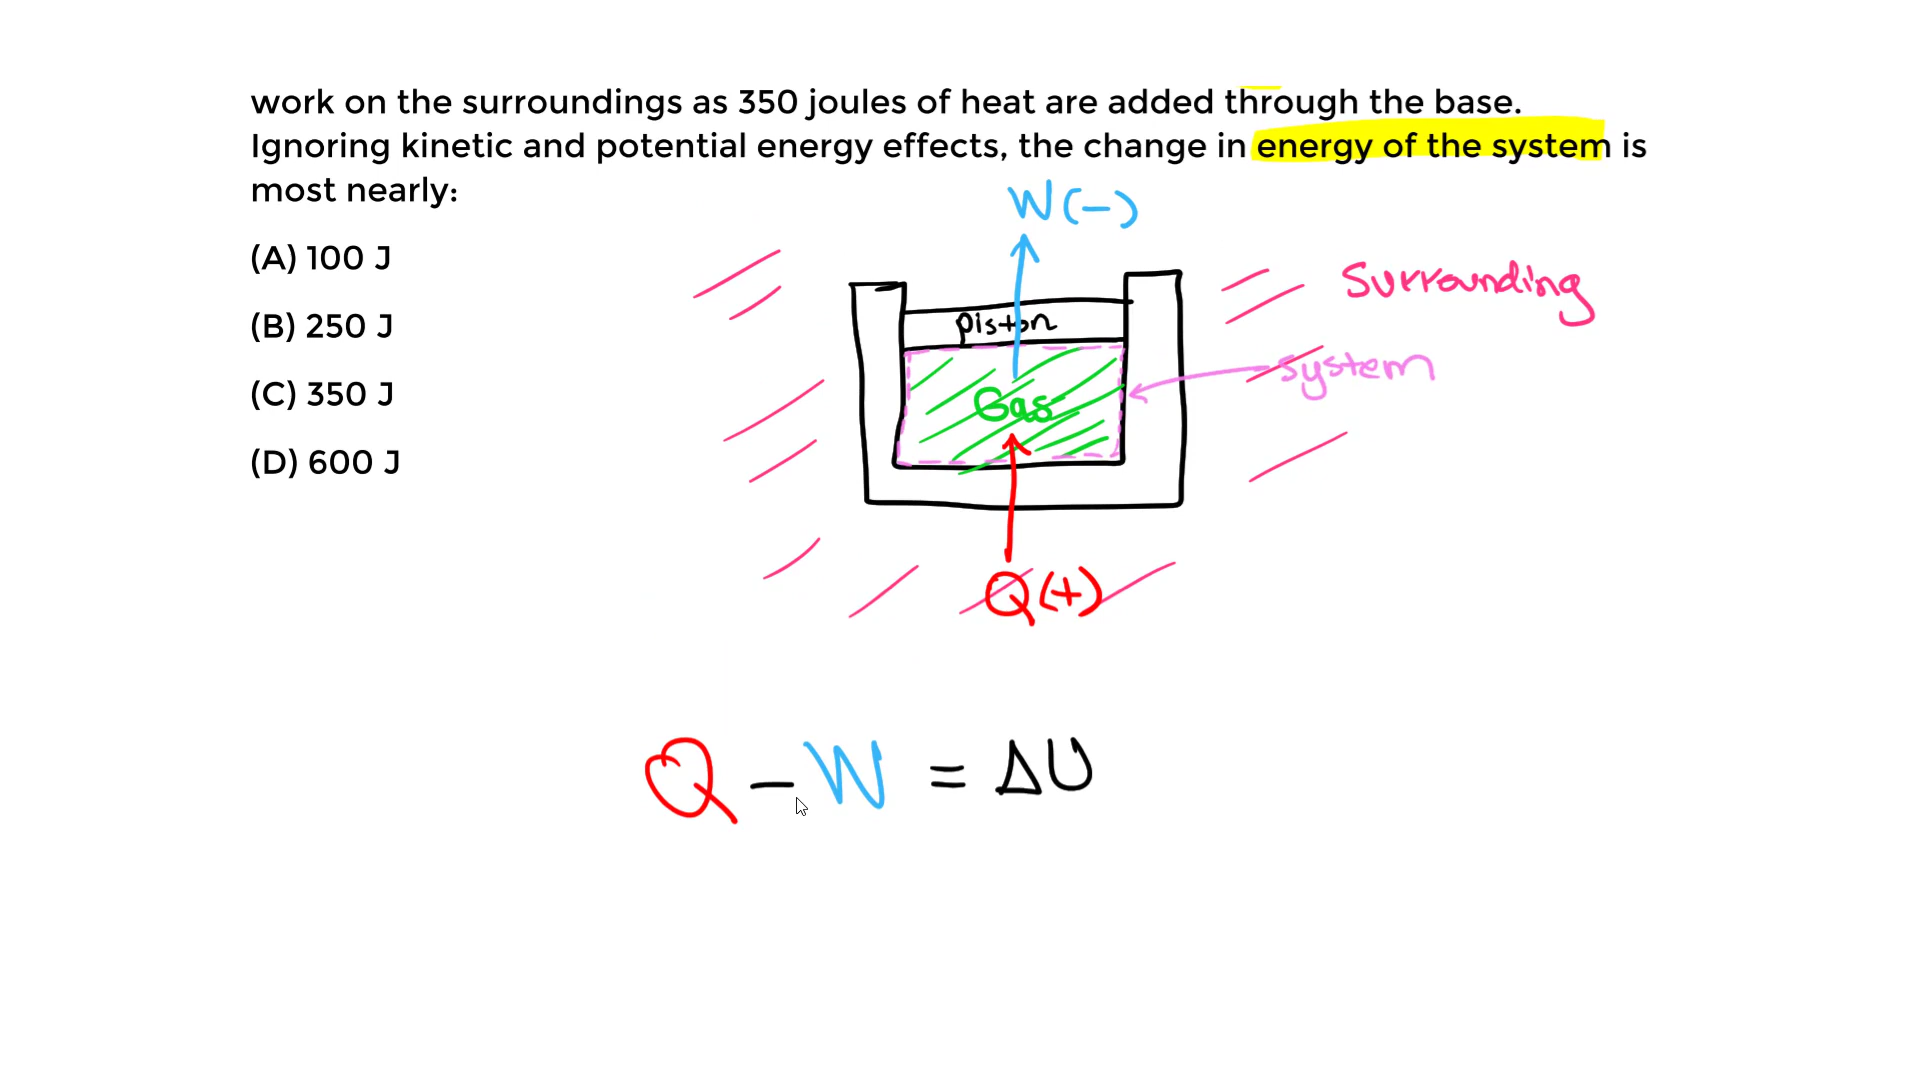 work on the surroundings as 350 joules of heat are added through the base.
Ignoring kinetic and potential energy effects, the change in energy of the system is
most nearly:
(A) 100 J
(B) 250 J
(C) 350 J
(D) 600 J
W(-)
Surrounding
piston
system
Gas
Q(+)
Q - W = ΔU